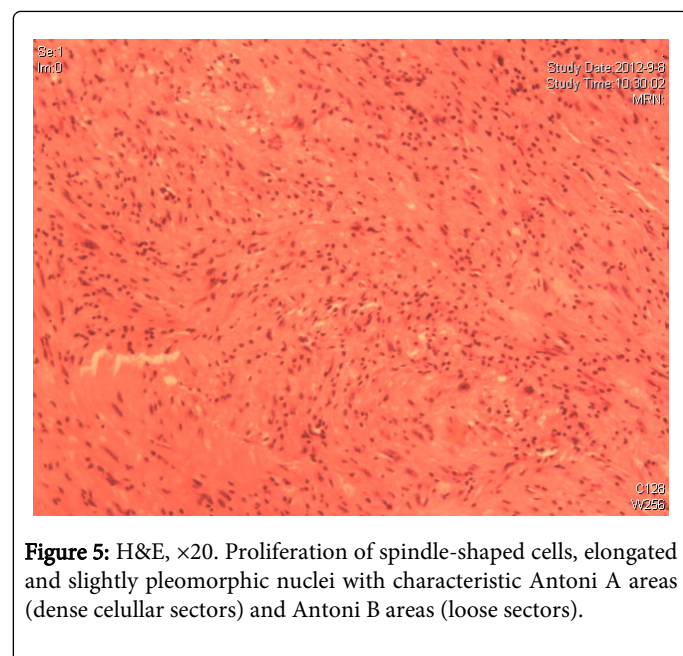 Se:1
Im:0
Study Date:2012-9-8
Study Time:10:30:02
MRN:
C128
W256
Figure 5: H&E, ×20. Proliferation of spindle-shaped cells, elongated
and slightly pleomorphic nuclei with characteristic Antoni A areas
(dense celullar sectors) and Antoni B areas (loose sectors).